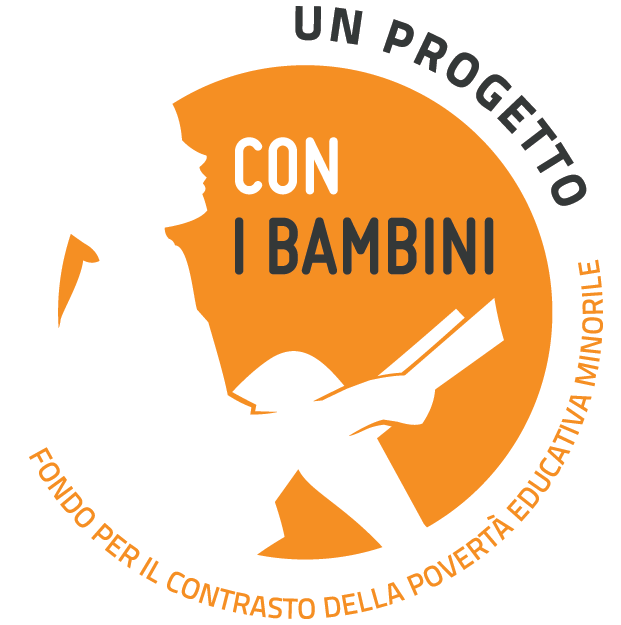 UN PROGETTO
CON
I BAMBINI
FONDO PER IL CONTRASTO DELLA POVERTÀ EDUCATIVA MINORILE